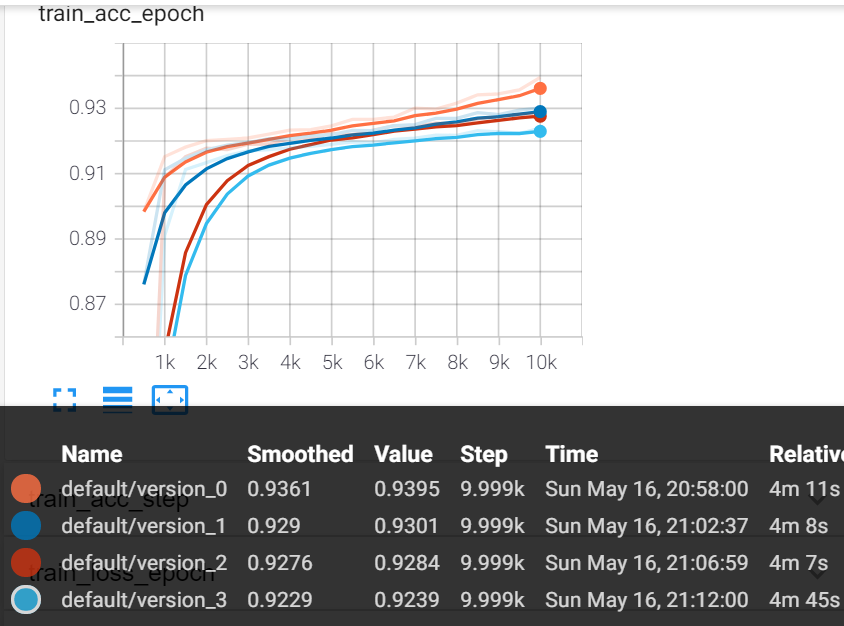 train_acc_epoch
0.93
0.91
0.89
0.87
1k 2k 3k 4k 5k 6k 7k 8k 9k 10k
Name Smoothed Value Step Time Relative
default/version_0 0.9361 0.9395 9.999k Sun May 16, 20:58:00 4m 11s
train_acc_step
default/version_1 0.929 0.9301 9.999k Sun May 16, 21:02:37 4m 8s
default/version_2 0.9276 0.9284 9.999k Sun May 16, 21:06:59 4m 7s
train_loss_epoch
default/version_3 0.9229 0.9239 9.999k Sun May 16, 21:12:00 4m 45s